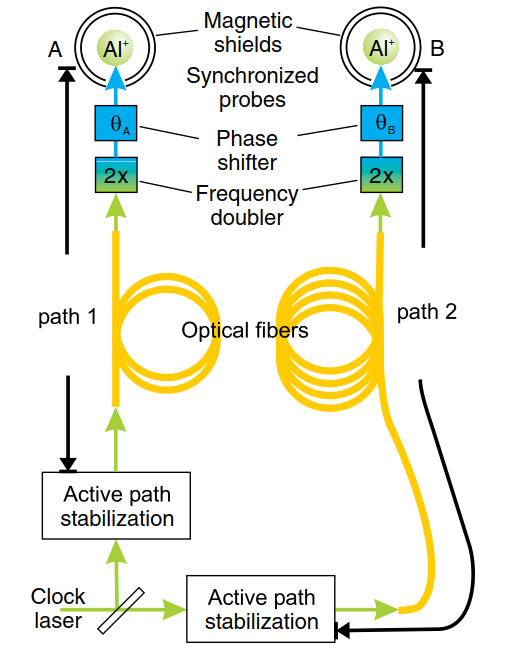 Magnetic
shields
A
Al⁺
Al⁺
B
Synchronized
probes
θA
θB
Phase
shifter
2x
2x
Frequency
doubler
path 1
Optical fibers
path 2
Active path
stabilization
Clock
laser
Active path
stabilization